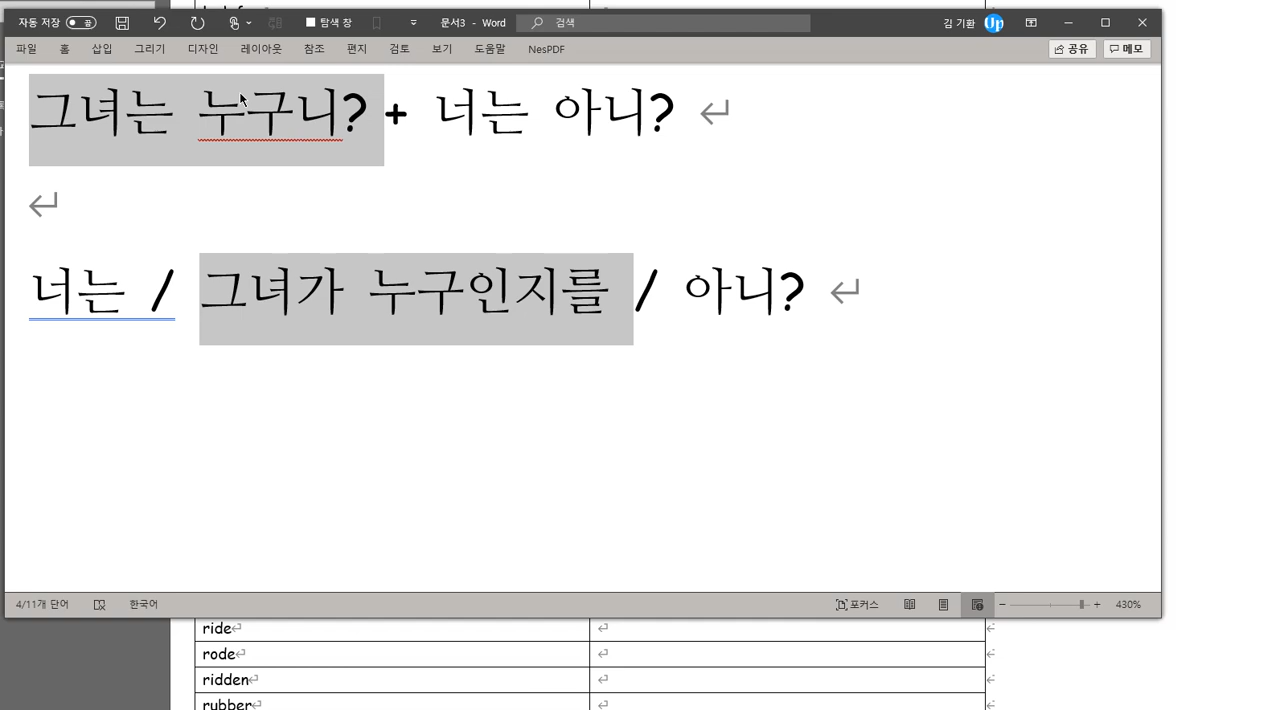 자동 저장 끔 탐색 창 문서3 - Word 검색 김 기환 Up
파일 홈 삽입 그리기 디자인 레이아웃 참조 편지 검토 보기 도움말 NesPDF 공유 메모
그녀는 누구니? + 너는 아니?
너는 / 그녀가 누구인지를 / 아니?
4/11개 단어 한국어 포커스 430%
ride
rode
ridden
rubber